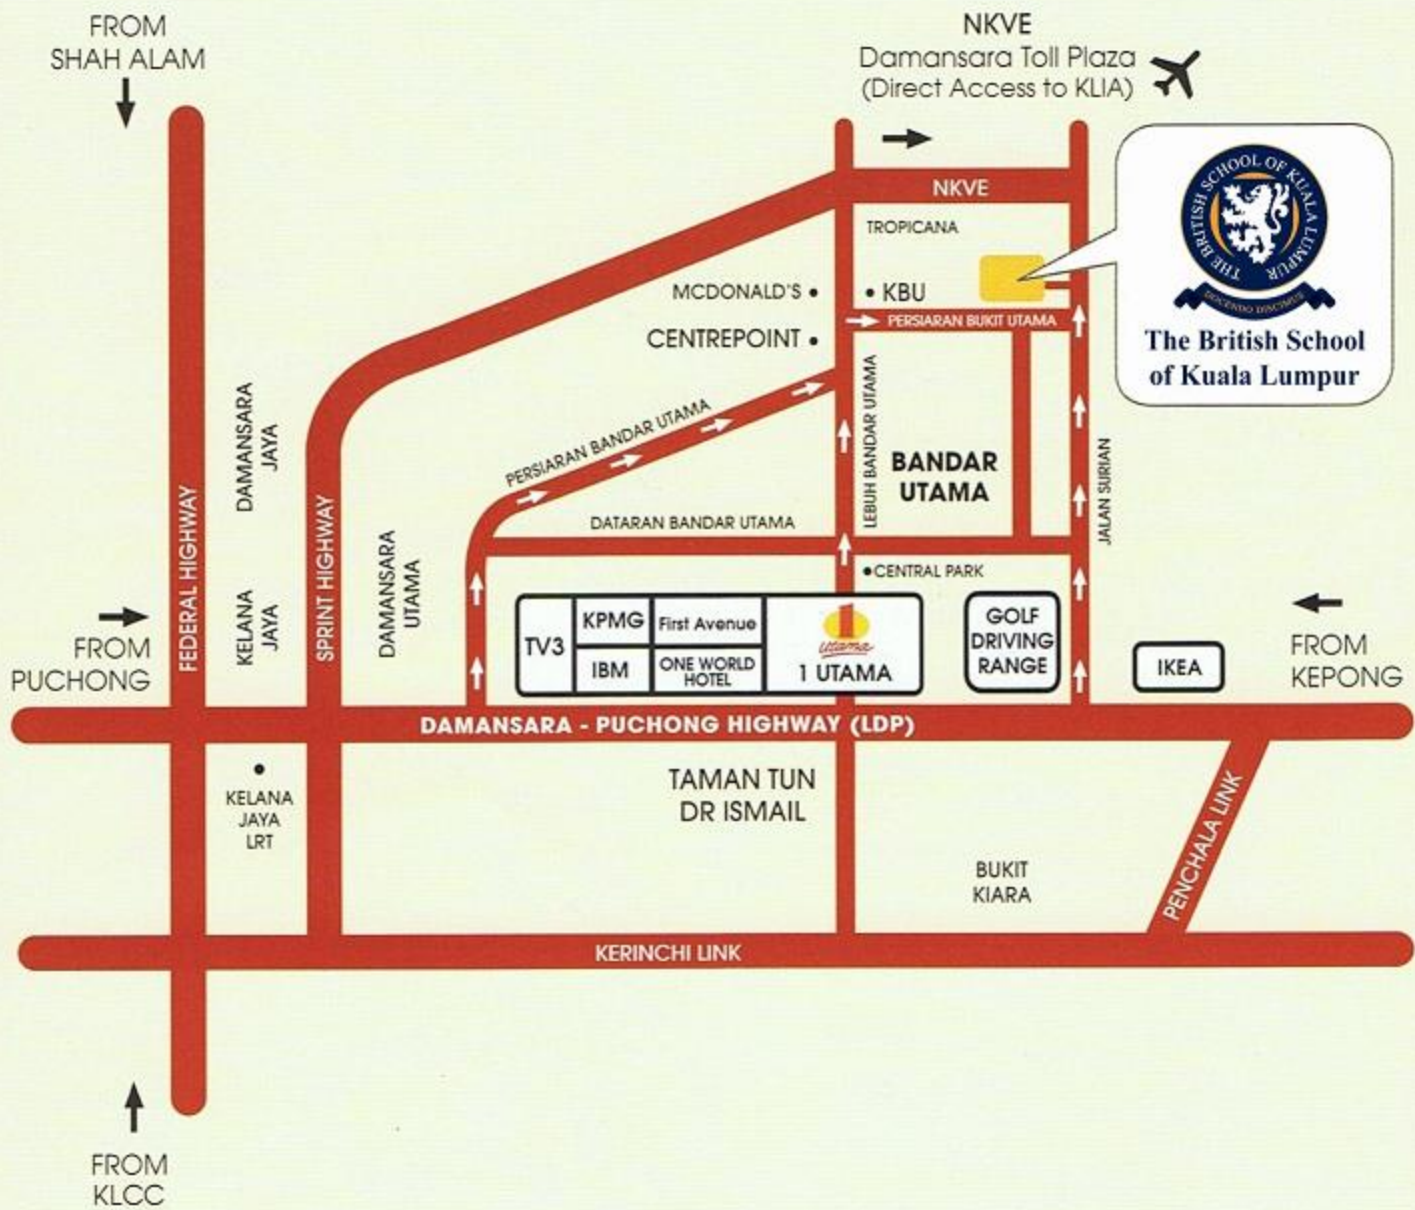 FROM
SHAH ALAM
NKVE
Damansara Toll Plaza
(Direct Access to KLIA)
NKVE
THE BRITISH SCHOOL OF KUALA LUMPUR
DOCENDO DISCIMUS
The British School
of Kuala Lumpur
TROPICANA
MCDONALD'S
KBU
PERSIARAN BUKIT UTAMA
CENTREPOINT
DAMANSARA
JAYA
PERSIARAN BANDAR UTAMA
LEBUH BANDAR UTAMA
BANDAR
UTAMA
JALAN SURIAN
FEDERAL HIGHWAY
SPRINT HIGHWAY
DATARAN BANDAR UTAMA
DAMANSARA
UTAMA
CENTRAL PARK
KELANA
JAYA
TV3
KPMG
First Avenue
IBM
ONE WORLD
HOTEL
1
utama
1 UTAMA
GOLF
DRIVING
RANGE
IKEA
FROM
PUCHONG
FROM
KEPONG
DAMANSARA - PUCHONG HIGHWAY (LDP)
KELANA
JAYA
LRT
TAMAN TUN
DR ISMAIL
PENCHALA LINK
BUKIT
KIARA
KERINCHI LINK
FROM
KLCC